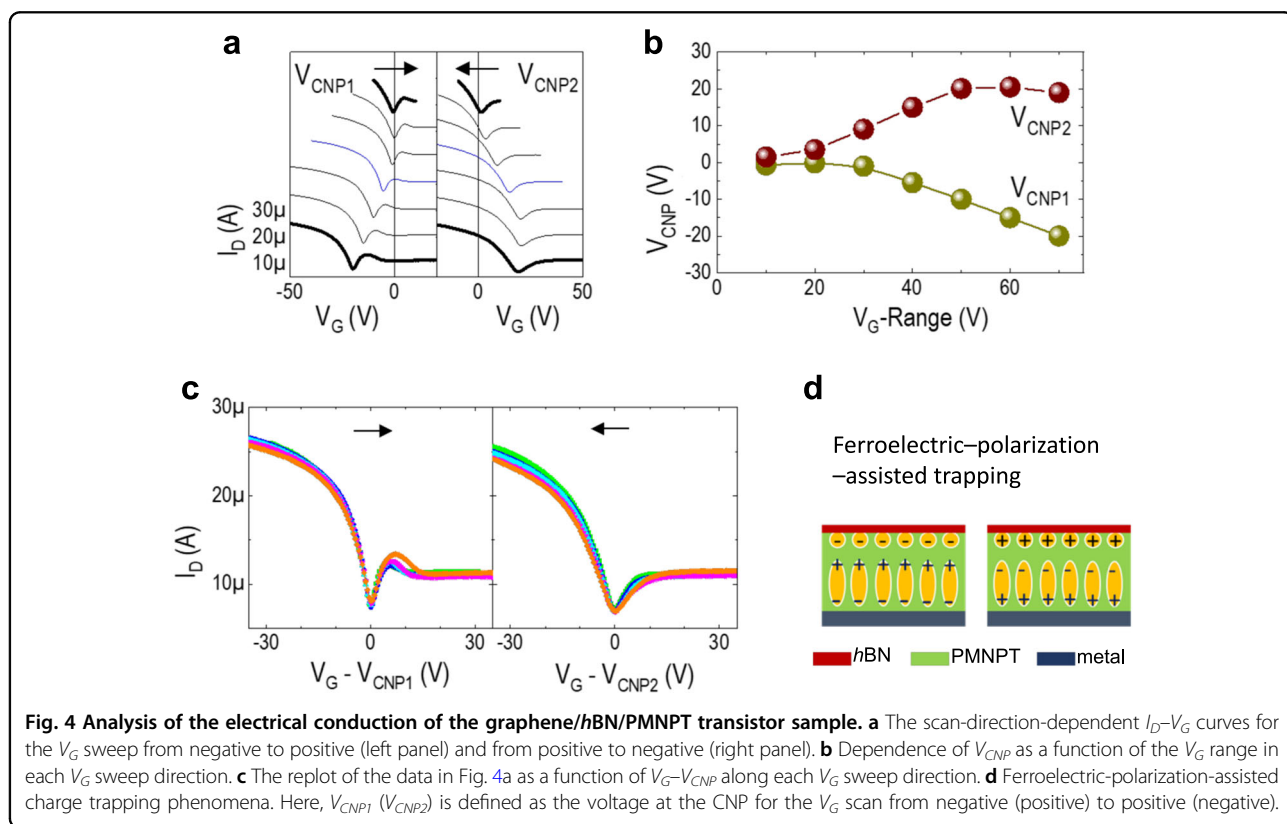 a
V_CNP1
V_CNP2
I_D (A)
30µ
20µ
10µ
-50
0
0
50
V_G (V)
V_G (V)
b
V_CNP (V)
30
20
10
0
-10
-20
-30
V_CNP2
V_CNP1
0
20
40
60
V_G-Range (V)
c
I_D (A)
30µ
20µ
10µ
-30
0
30
-30
0
30
V_G - V_CNP1 (V)
V_G - V_CNP2 (V)
d
Ferroelectric–polarization
–assisted trapping
- - - - - -
+ + + + + +
- - - - - -
+ + + + + +
- - - - - -
+ + + + + +
hBN
PMNPT
metal
Fig. 4 Analysis of the electrical conduction of the graphene/hBN/PMNPT transistor sample. a The scan-direction-dependent I_D–V_G curves for
the V_G sweep from negative to positive (left panel) and from positive to negative (right panel). b Dependence of V_CNP as a function of the V_G range in
each V_G sweep direction. c The replot of the data in Fig. 4a as a function of V_G–V_CNP along each V_G sweep direction. d Ferroelectric-polarization-assisted
charge trapping phenomena. Here, V_CNP1 (V_CNP2) is defined as the voltage at the CNP for the V_G scan from negative (positive) to positive (negative).